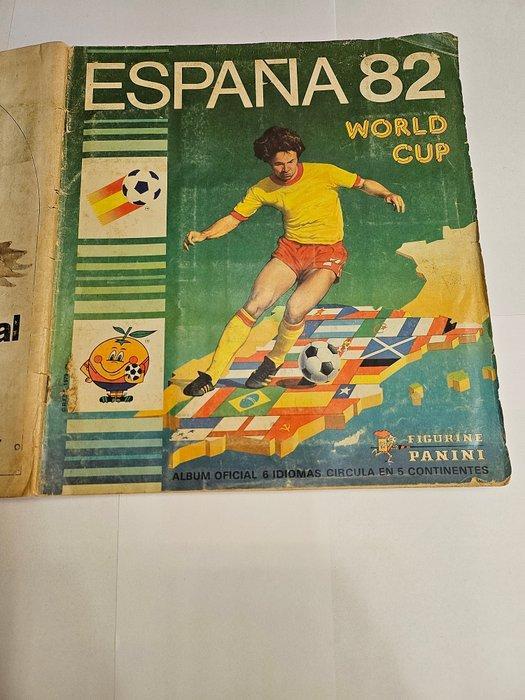 ESPAÑA 82
WORLD
CUP
al
FIGURINE
PANINI
ALBUM OFICIAL 6 IDIOMAS CIRCULA EN 5 CONTINENTES